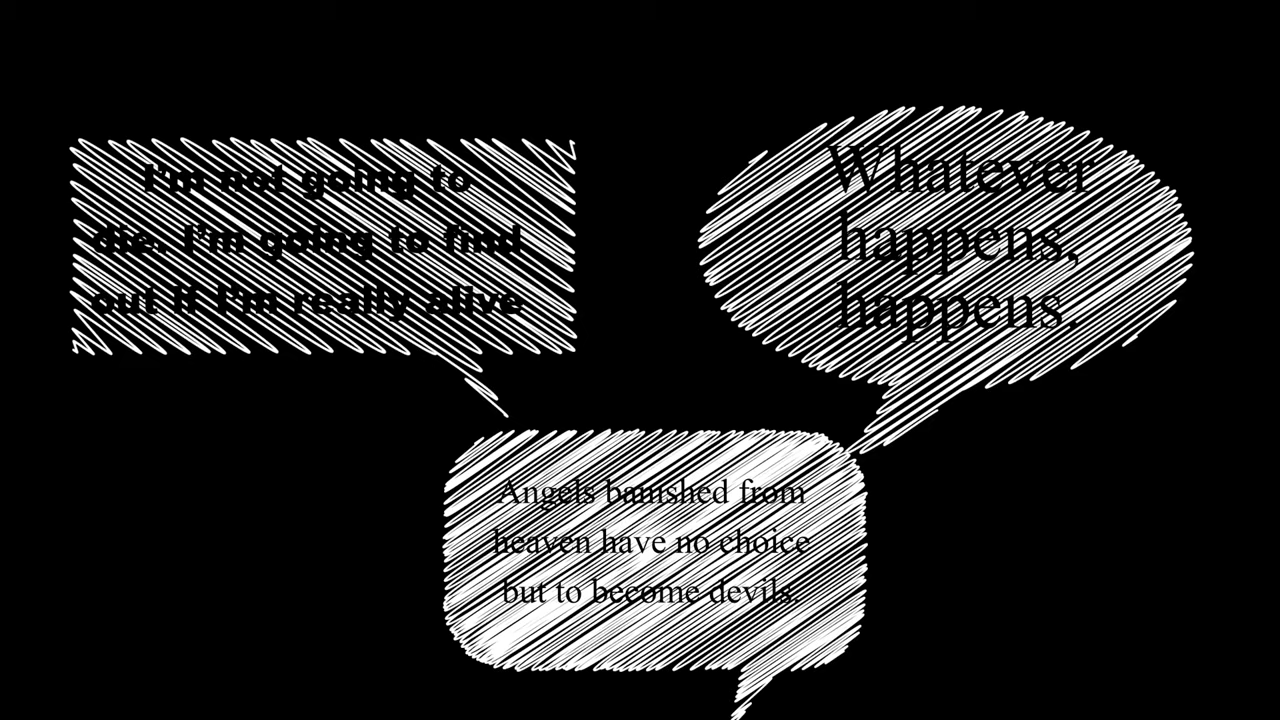 I'm not going to
die. I'm going to find
out if I'm really alive
Whatever
happens,
happens.
Angels banished from
heaven have no choice
but to become devils.